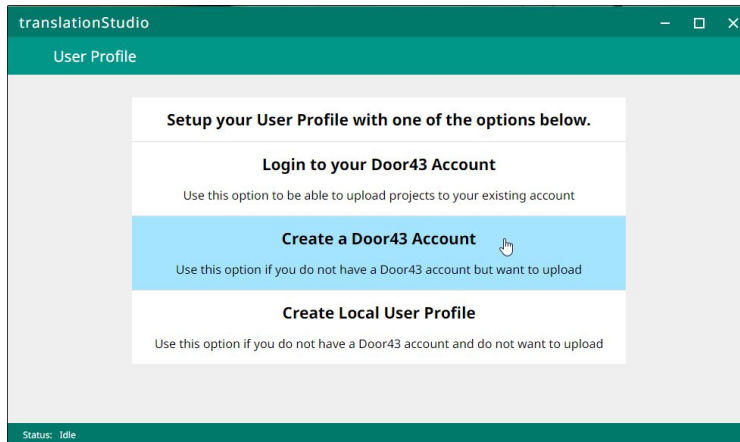 translationStudio
User Profile
Setup your User Profile with one of the options below.
Login to your Door43 Account
Use this option to be able to upload projects to your existing account
Create a Door43 Account
Use this option if you do not have a Door43 account but want to upload
Create Local User Profile
Use this option if you do not have a Door43 account and do not want to upload
Status: Idle